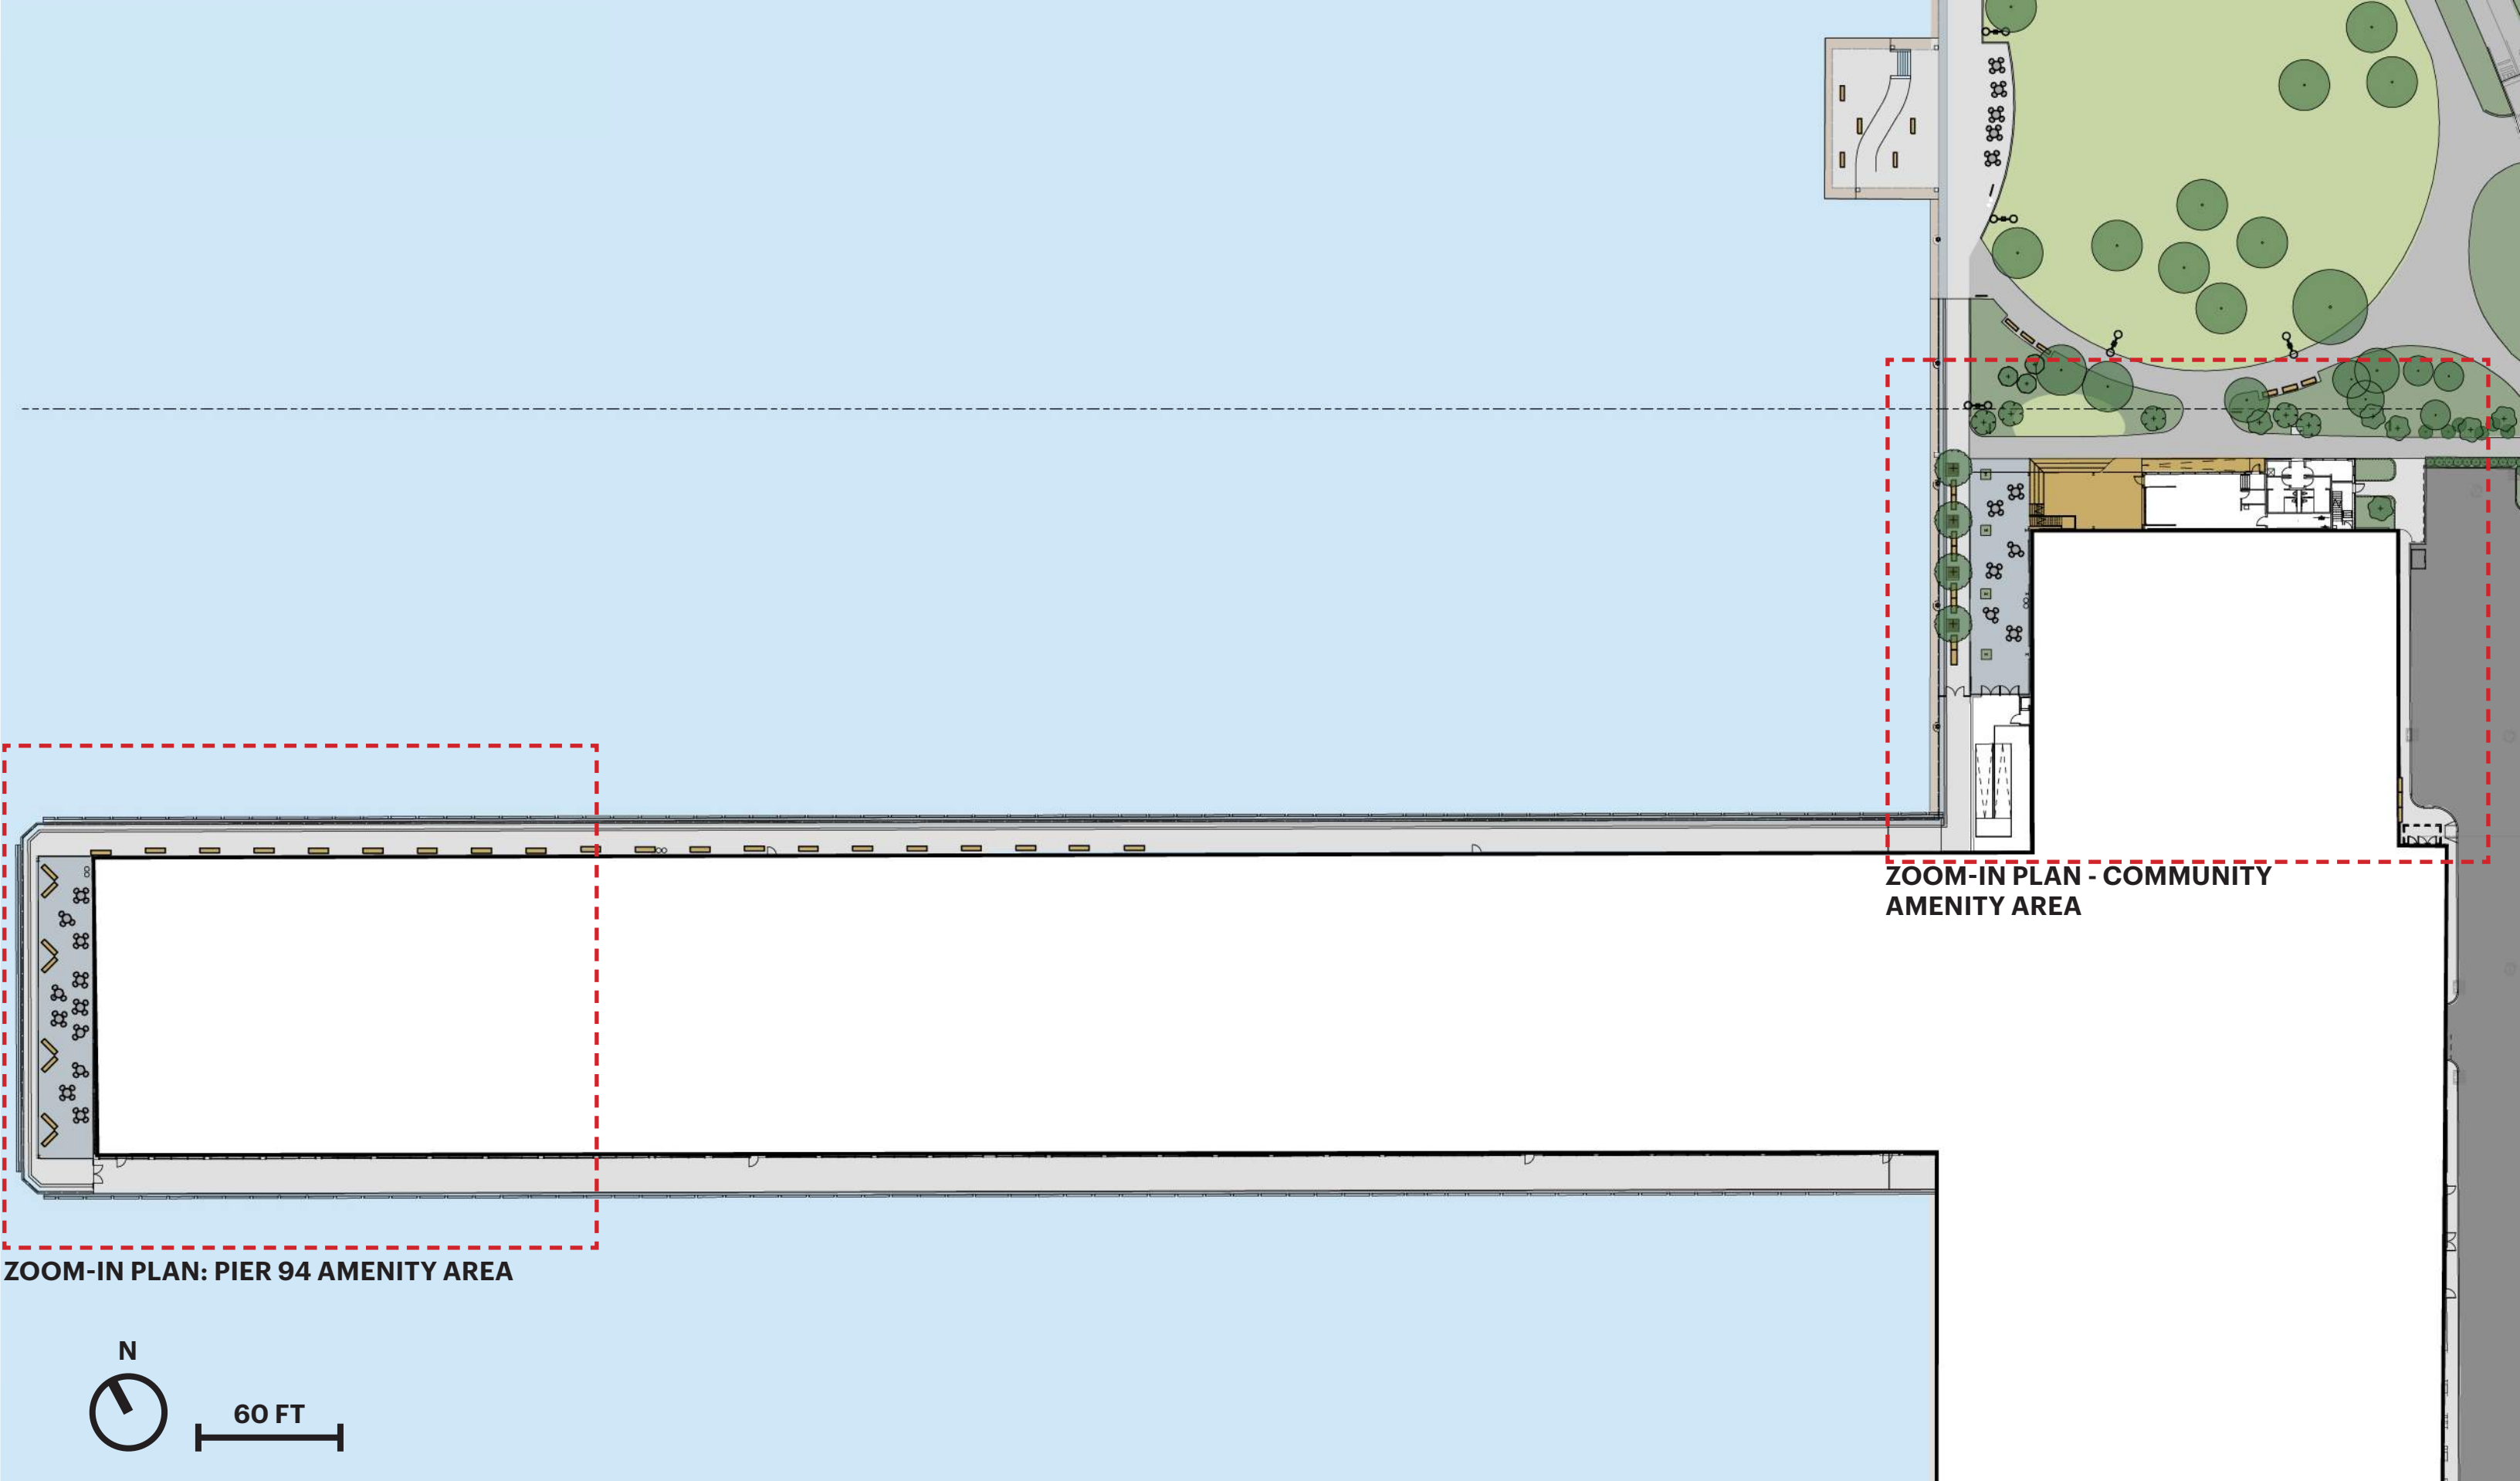 ZOOM-IN PLAN - COMMUNITY
AMENITY AREA
ZOOM-IN PLAN: PIER 94 AMENITY AREA
N
60 FT